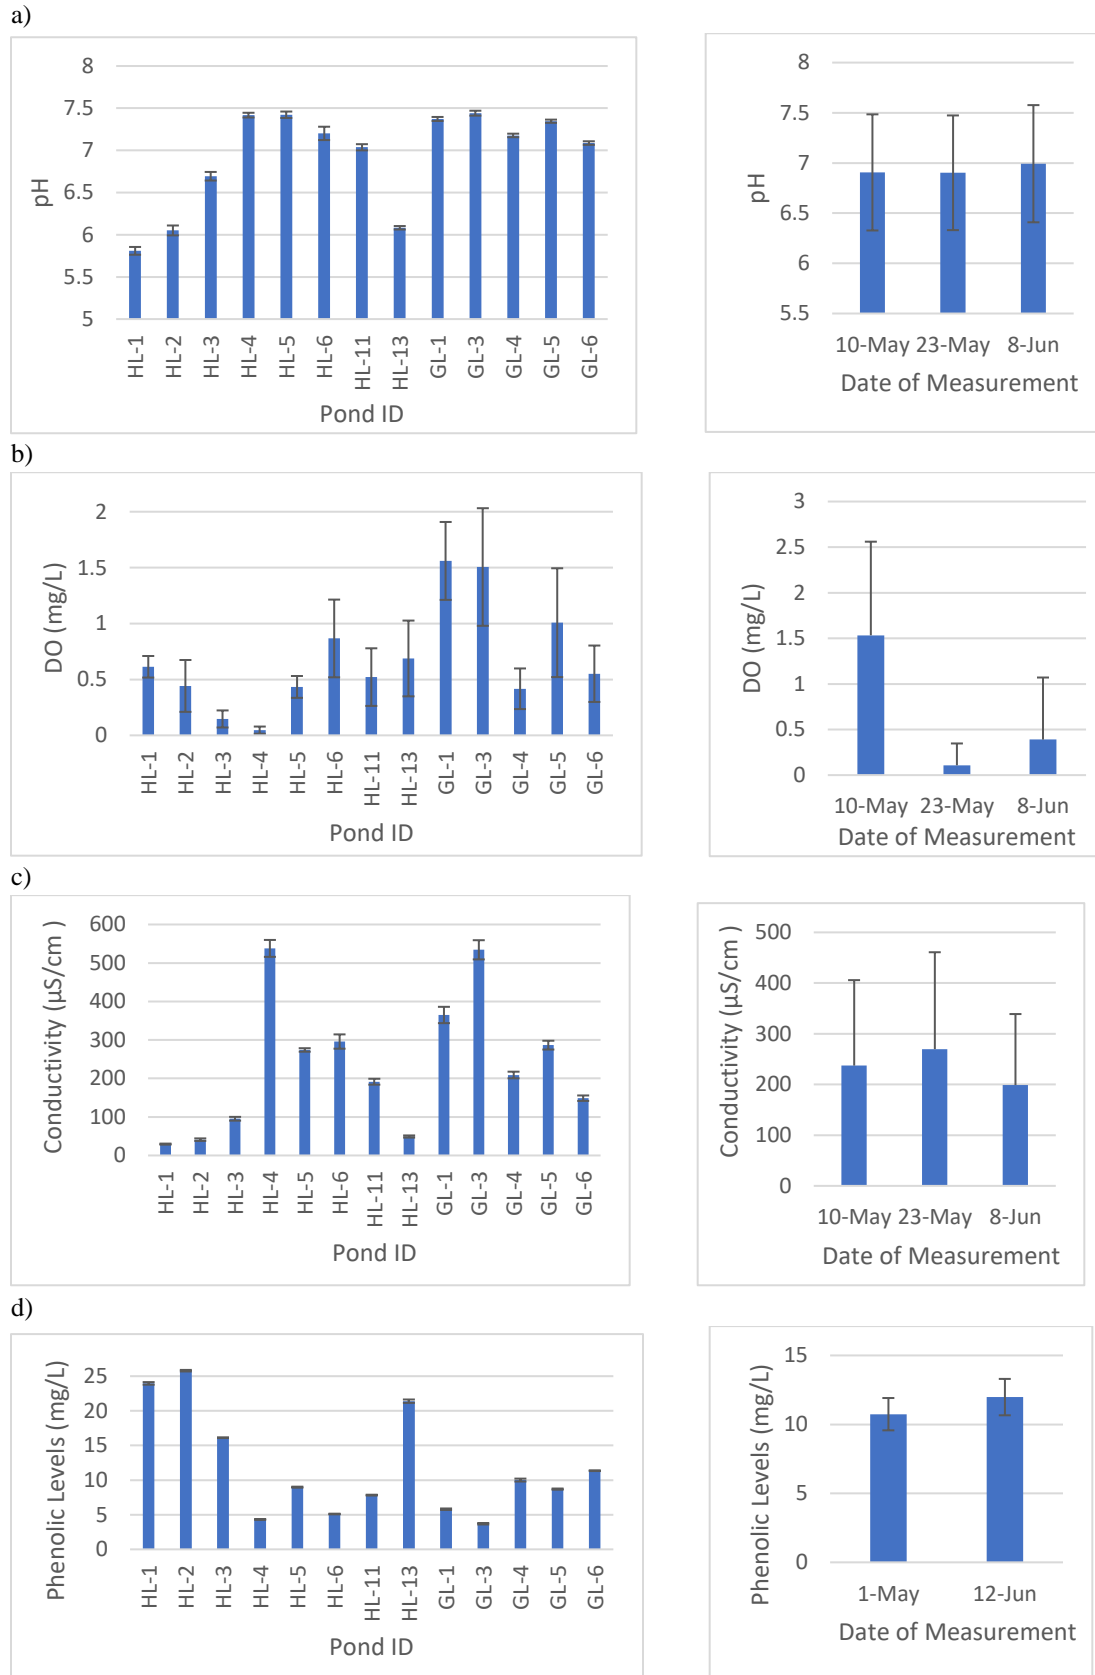 a)
pH
8
7.5
7
6.5
6
5.5
5
HL-1 HL-2 HL-3 HL-4 HL-5 HL-6 HL-11 HL-13 GL-1 GL-3 GL-4 GL-5 GL-6
Pond ID
pH
8
7.5
7
6.5
6
5.5
10-May 23-May 8-Jun
Date of Measurement
b)
DO (mg/L)
2
1.5
1
0.5
0
HL-1 HL-2 HL-3 HL-4 HL-5 HL-6 HL-11 HL-13 GL-1 GL-3 GL-4 GL-5 GL-6
Pond ID
DO (mg/L)
3
2.5
2
1.5
1
0.5
0
10-May 23-May 8-Jun
Date of Measurement
c)
Conductivity (µS/cm )
600
500
400
300
200
100
0
HL-1 HL-2 HL-3 HL-4 HL-5 HL-6 HL-11 HL-13 GL-1 GL-3 GL-4 GL-5 GL-6
Pond ID
Conductivity (µS/cm )
500
400
300
200
100
0
10-May 23-May 8-Jun
Date of Measurement
d)
Phenolic Levels (mg/L)
25
20
15
10
5
0
HL-1 HL-2 HL-3 HL-4 HL-5 HL-6 HL-11 HL-13 GL-1 GL-3 GL-4 GL-5 GL-6
Pond ID
Phenolic Levels (mg/L)
15
10
5
0
1-May 12-Jun
Date of Measurement